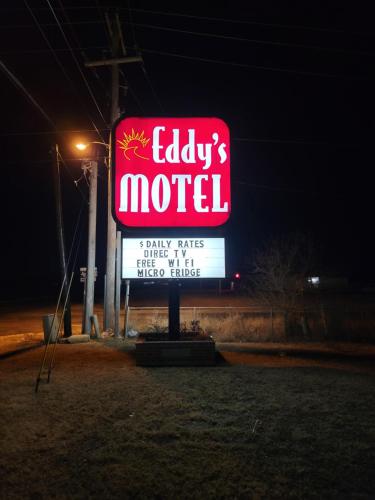 Eddy's
MOTEL
$ DAILY RATES
DIREC TV
FREE WI FI
MICRO FRIDGE